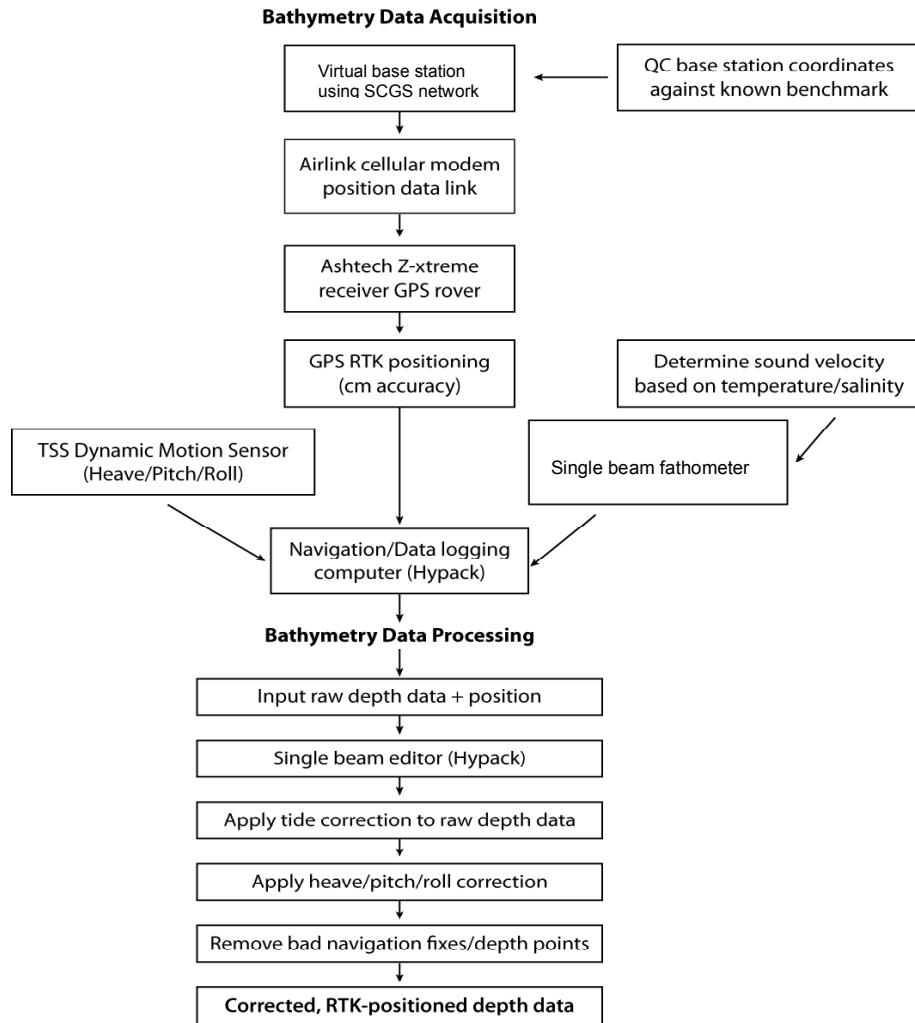 Bathymetry Data Acquisition
Virtual base station
using SCGS network
QC base station coordinates
against known benchmark
Airlink cellular modem
position data link
Ashtech Z-xtreme
receiver GPS rover
GPS RTK positioning
(cm accuracy)
Determine sound velocity
based on temperature/salinity
TSS Dynamic Motion Sensor
(Heave/Pitch/Roll)
Single beam fathometer
Navigation/Data logging
computer (Hypack)
Bathymetry Data Processing
Input raw depth data + position
Single beam editor (Hypack)
Apply tide correction to raw depth data
Apply heave/pitch/roll correction
Remove bad navigation fixes/depth points
Corrected, RTK-positioned depth data